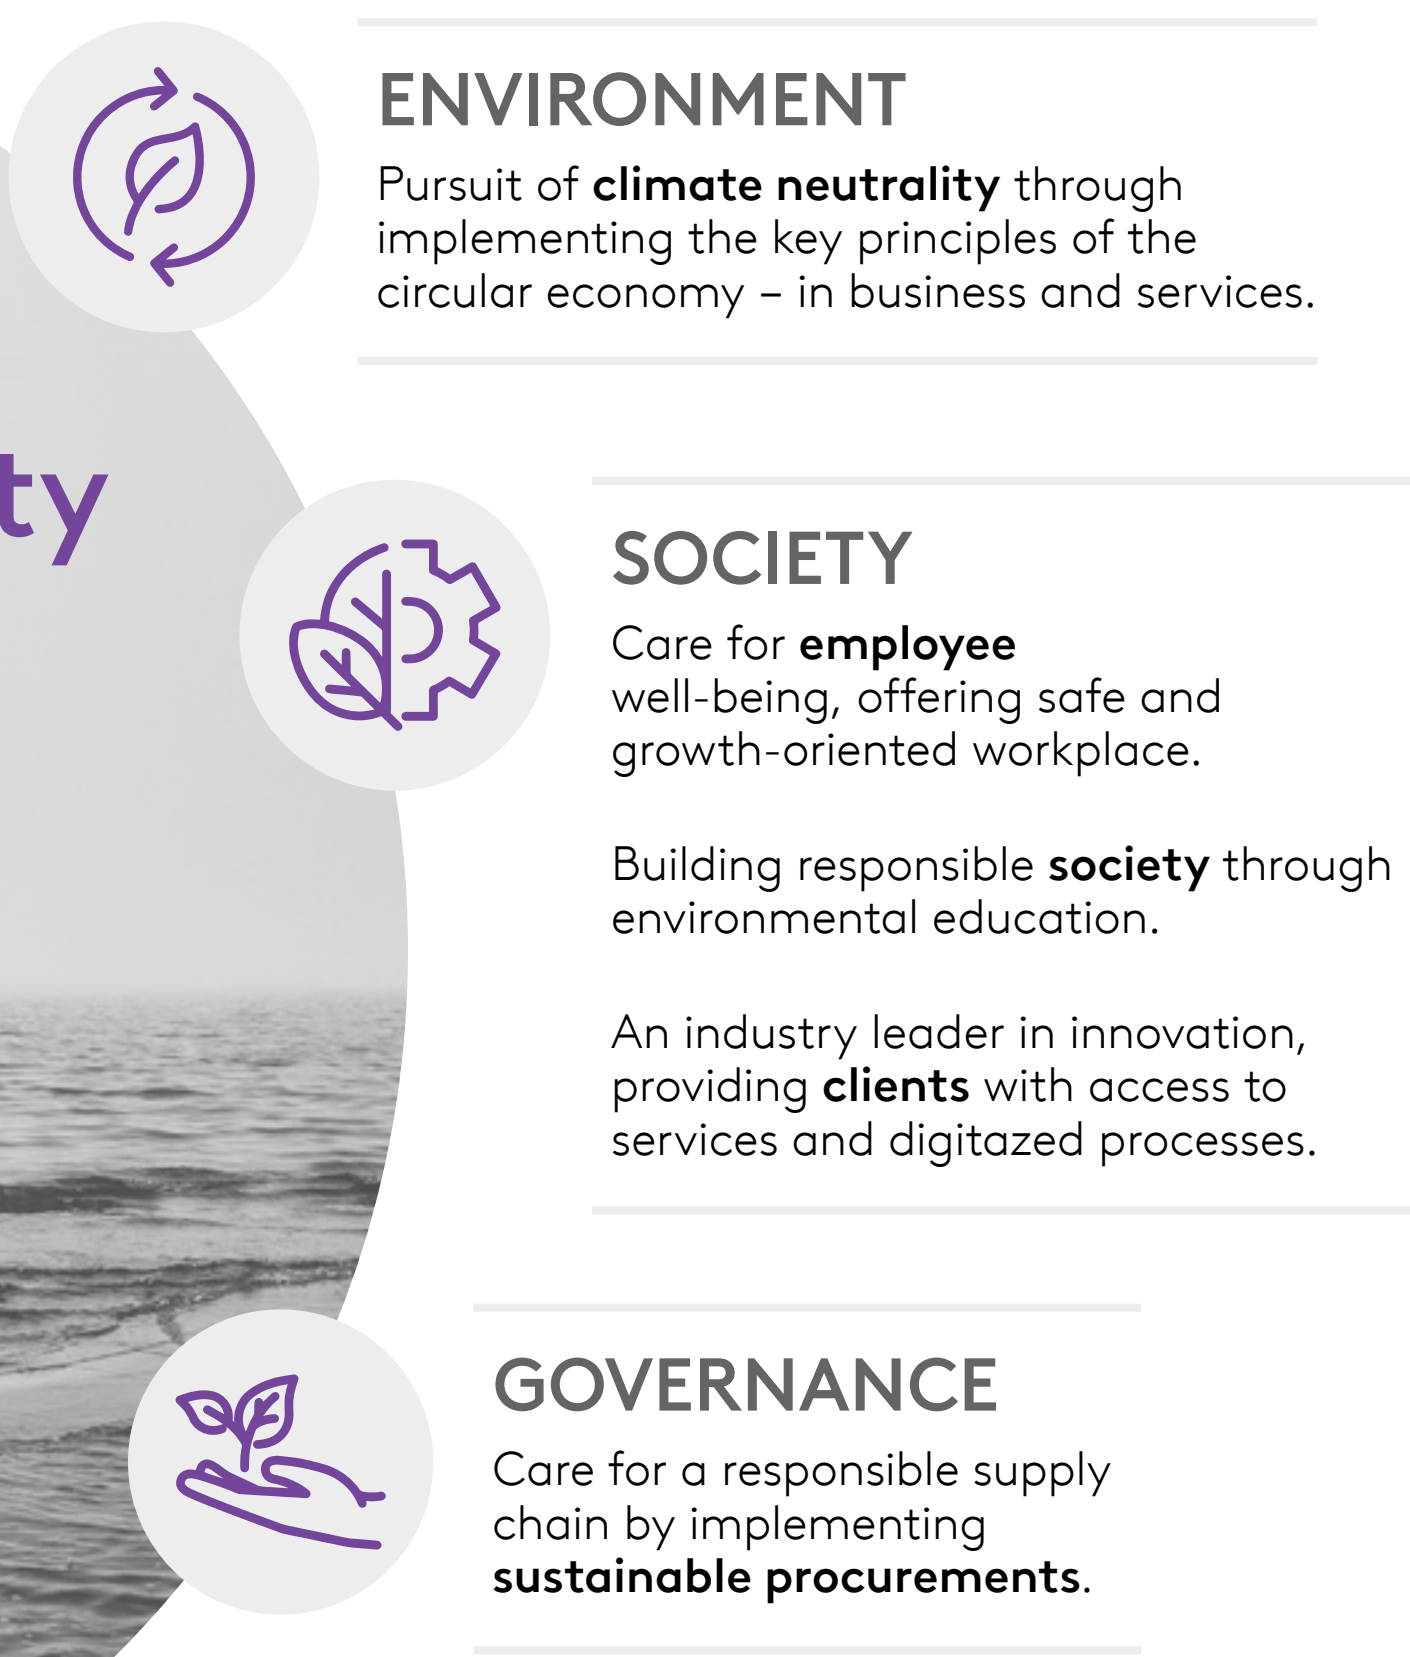 ENVIRONMENT
Pursuit of climate neutrality through
implementing the key principles of the
circular economy – in business and services.
ty
SOCIETY
Care for employee
well-being, offering safe and
growth-oriented workplace.
Building responsible society through
environmental education.
An industry leader in innovation,
providing clients with access to
services and digitazed processes.
GOVERNANCE
Care for a responsible supply
chain by implementing
sustainable procurements.